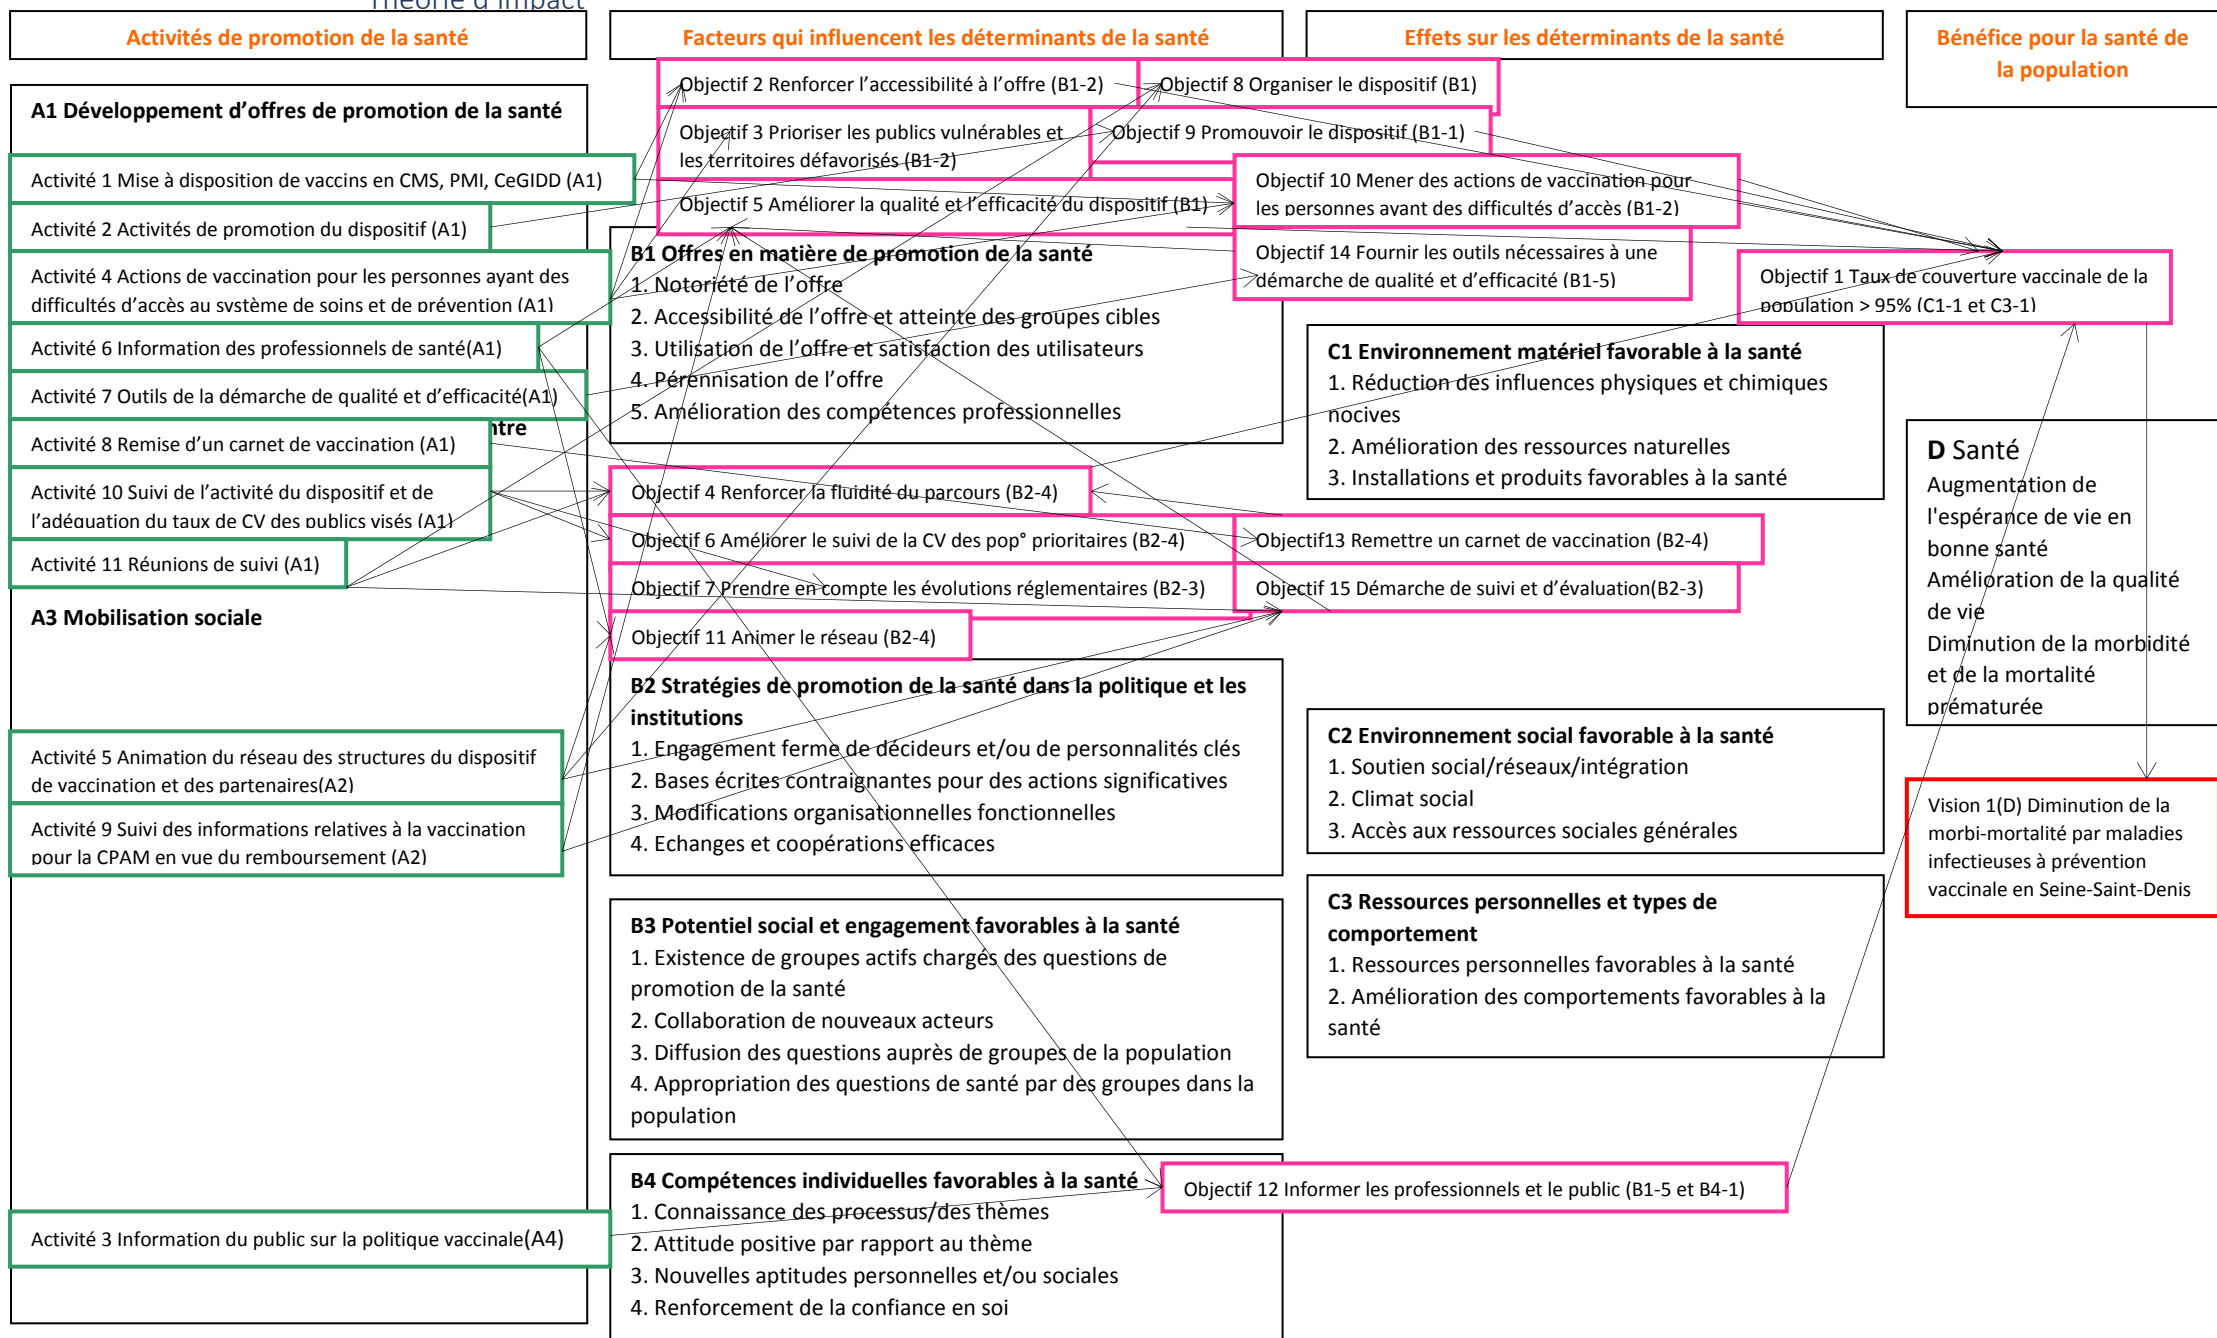 Théorie d'impact
Activités de promotion de la santé
Facteurs qui influencent les déterminants de la santé
Effets sur les déterminants de la santé
Bénéfice pour la santé de
la population
A1 Développement d'offres de promotion de la santé
Activité 1 Mise à disposition de vaccins en CMS, PMI, CeGIDD (A1)
Activité 2 Activités de promotion du dispositif (A1)
Activité 4 Actions de vaccination pour les personnes ayant des
difficultés d'accès au système de soins et de prévention (A1)
Activité 6 Information des professionnels de santé(A1)
Activité 7 Outils de la démarche de qualité et d'efficacité(A1)
ntre
Activité 8 Remise d'un carnet de vaccination (A1)
Activité 10 Suivi de l'activité du dispositif et de
l'adéquation du taux de CV des publics visés (A1)
Activité 11 Réunions de suivi (A1)
A3 Mobilisation sociale
Activité 5 Animation du réseau des structures du dispositif
de vaccination et des partenaires(A2)
Activité 9 Suivi des informations relatives à la vaccination
pour la CPAM en vue du remboursement (A2)
Activité 3 Information du public sur la politique vaccinale(A4)
Objectif 2 Renforcer l'accessibilité à l'offre (B1-2)
Objectif 8 Organiser le dispositif (B1)
Objectif 3 Prioriser les publics vulnérables et
les territoires défavorisés (B1-2)
Objectif 9 Promouvoir le dispositif (B1-1)
Objectif 5 Améliorer la qualité et l'efficacité du dispositif (B1)
Objectif 10 Mener des actions de vaccination pour
les personnes ayant des difficultés d'accès (B1-2)
Objectif 14 Fournir les outils nécessaires à une
démarche de qualité et d'efficacité (B1-5)
B1 Offres en matière de promotion de la santé
1. Notoriété de l'offre
2. Accessibilité de l'offre et atteinte des groupes cibles
3. Utilisation de l'offre et satisfaction des utilisateurs
4. Pérennisation de l'offre
5. Amélioration des compétences professionnelles
Objectif 4 Renforcer la fluidité du parcours (B2-4)
Objectif 6 Améliorer le suivi de la CV des pop° prioritaires (B2-4)
Objectif13 Remettre un carnet de vaccination (B2-4)
Objectif 7 Prendre en compte les évolutions réglementaires (B2-3)
Objectif 15 Démarche de suivi et d'évaluation(B2-3)
Objectif 11 Animer le réseau (B2-4)
B2 Stratégies de promotion de la santé dans la politique et les
institutions
1. Engagement ferme de décideurs et/ou de personnalités clés
2. Bases écrites contraignantes pour des actions significatives
3. Modifications organisationnelles fonctionnelles
4. Echanges et coopérations efficaces
B3 Potentiel social et engagement favorables à la santé
1. Existence de groupes actifs chargés des questions de
promotion de la santé
2. Collaboration de nouveaux acteurs
3. Diffusion des questions auprès de groupes de la population
4. Appropriation des questions de santé par des groupes dans la
population
B4 Compétences individuelles favorables à la santé
1. Connaissance des processus/des thèmes
2. Attitude positive par rapport au thème
3. Nouvelles aptitudes personnelles et/ou sociales
4. Renforcement de la confiance en soi
Objectif 12 Informer les professionnels et le public (B1-5 et B4-1)
C1 Environnement matériel favorable à la santé
1. Réduction des influences physiques et chimiques
nocives
2. Amélioration des ressources naturelles
3. Installations et produits favorables à la santé
C2 Environnement social favorable à la santé
1. Soutien social/réseaux/intégration
2. Climat social
3. Accès aux ressources sociales générales
C3 Ressources personnelles et types de
comportement
1. Ressources personnelles favorables à la santé
2. Amélioration des comportements favorables à la
santé
Objectif 1 Taux de couverture vaccinale de la
population > 95% (C1-1 et C3-1)
D Santé
Augmentation de
l'espérance de vie en
bonne santé
Amélioration de la qualité
de vie
Diminution de la morbidité
et de la mortalité
prématurée
Vision 1(D) Diminution de la
morbi-mortalité par maladies
infectieuses à prévention
vaccinale en Seine-Saint-Denis